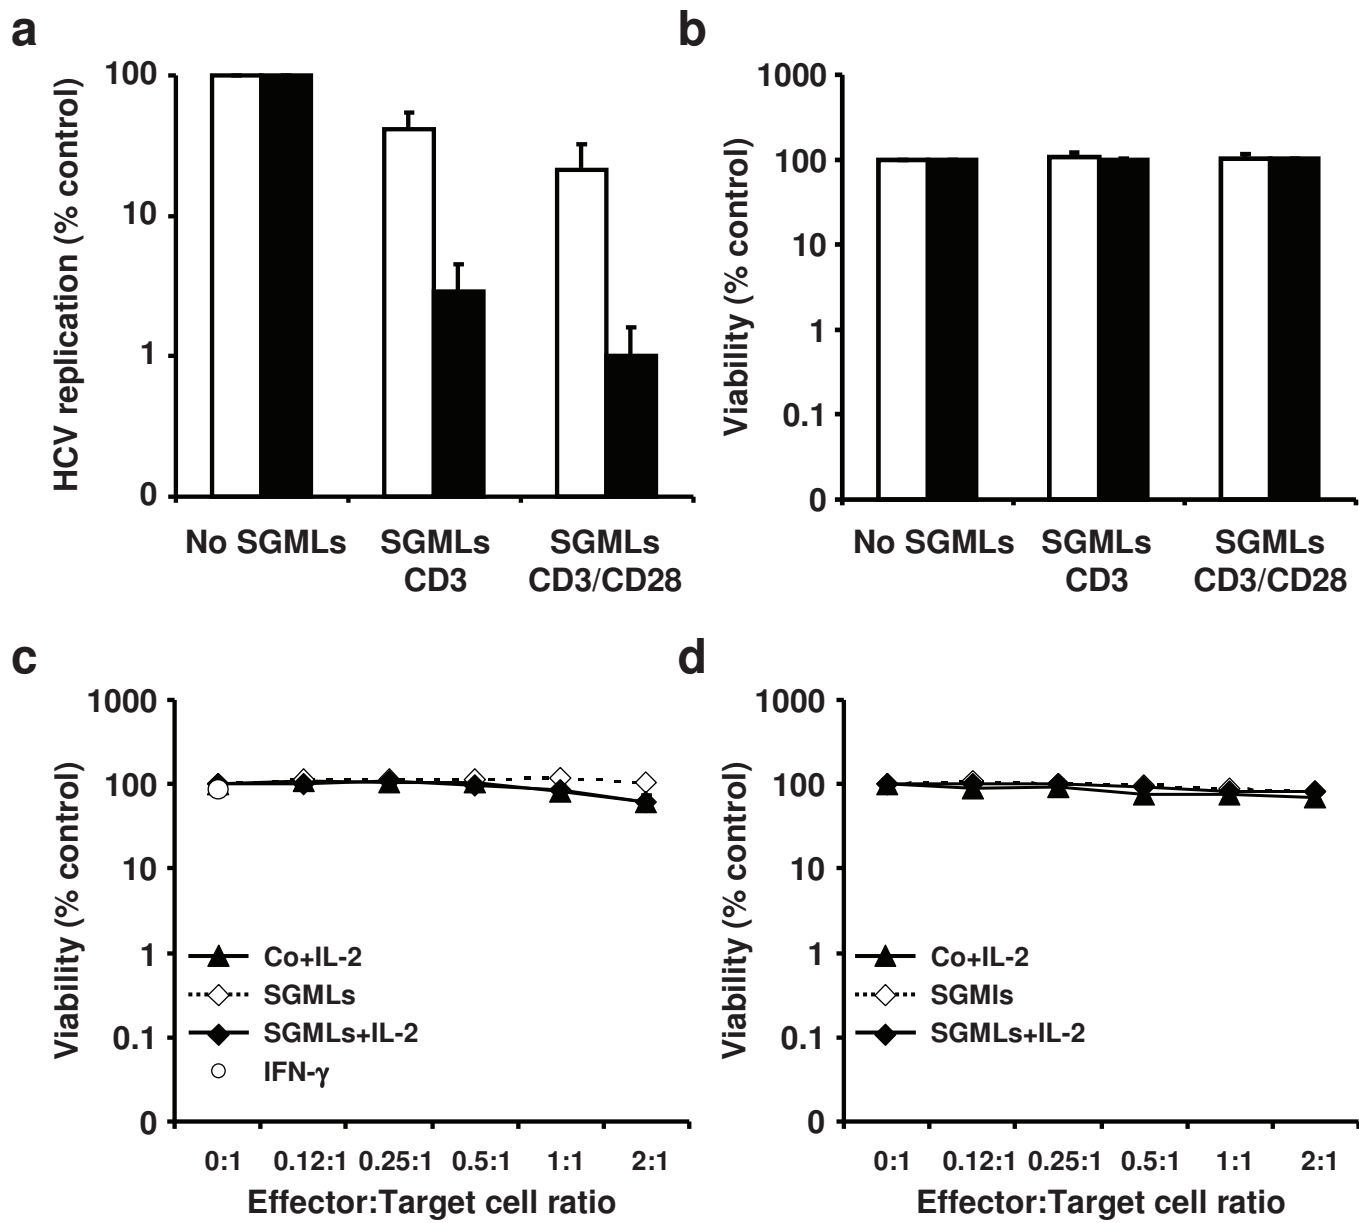 a
HCV replication (% control)
100
10
1
0
No SGMLs
SGMLs
CD3
SGMLs
CD3/CD28
b
Viability (% control)
1000
100
10
1
0.1
0
No SGMLs
SGMLs
CD3
SGMLs
CD3/CD28
c
Viability (% control)
1000
100
10
1
0.1
0
Co+IL-2
SGMLs
SGMLs+IL-2
IFN-γ
0:1 0.12:1 0.25:1 0.5:1 1:1 2:1
Effector:Target cell ratio
d
Viability (% control)
1000
100
10
1
0.1
0
Co+IL-2
SGMls
SGMLs+IL-2
0:1 0.12:1 0.25:1 0.5:1 1:1 2:1
Effector:Target cell ratio